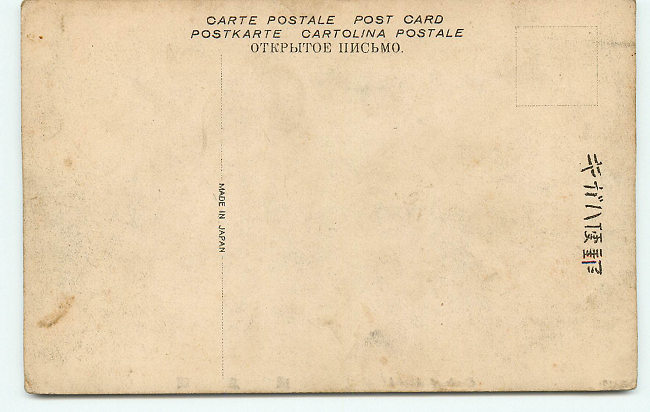 CARTE POSTALE POST CARD
POSTKARTE CARTOLINA POSTALE
ОТКРЫТОЕ ПИСЬМО.
MADE IN JAPAN
郵便ハガキ